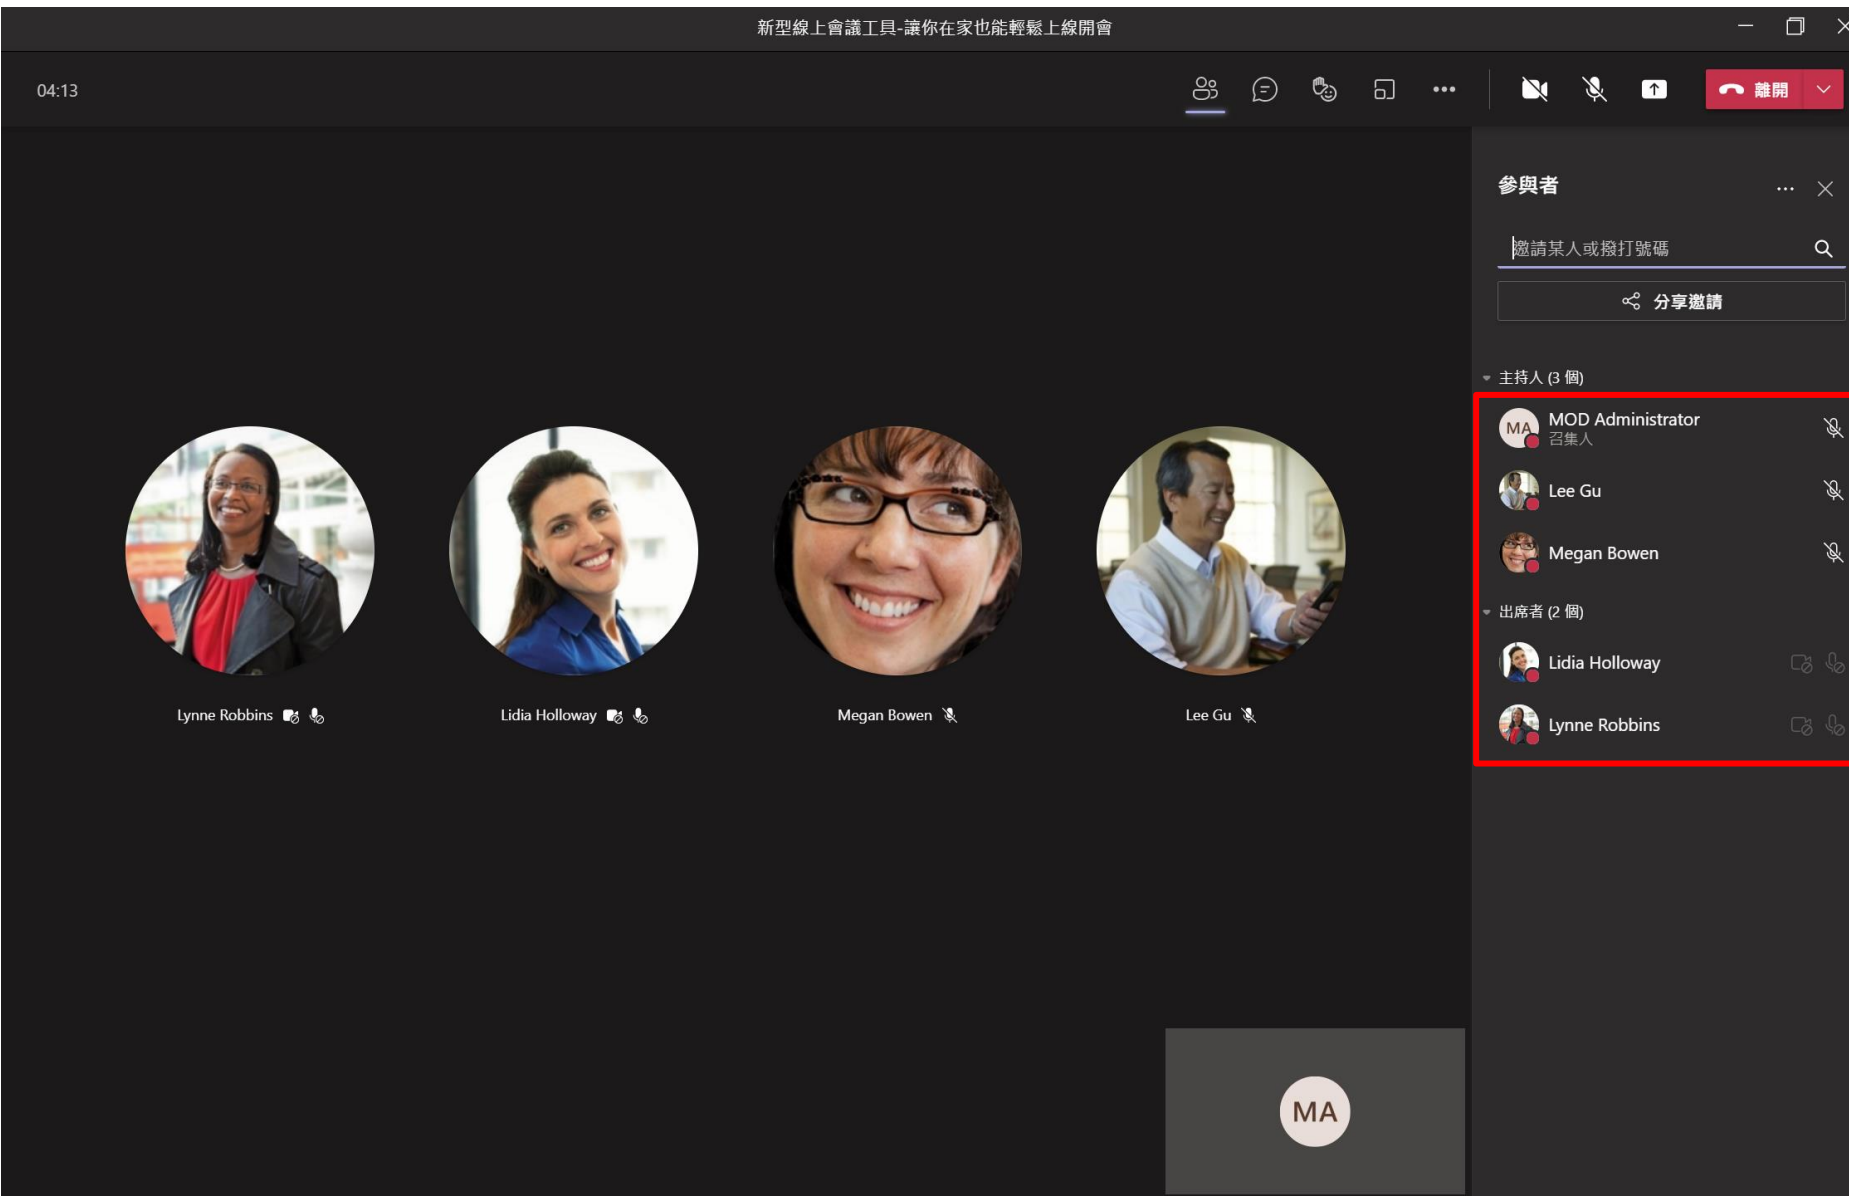 新型線上會議工具-讓你在家也能輕鬆上線開會
04:13
離開
參與者
邀請某人或撥打號碼
分享邀請
主持人 (3 個)
MA
MOD Administrator
召集人
Lee Gu
Megan Bowen
出席者 (2 個)
Lidia Holloway
Lynne Robbins
Lynne Robbins
Lidia Holloway
Megan Bowen
Lee Gu
MA